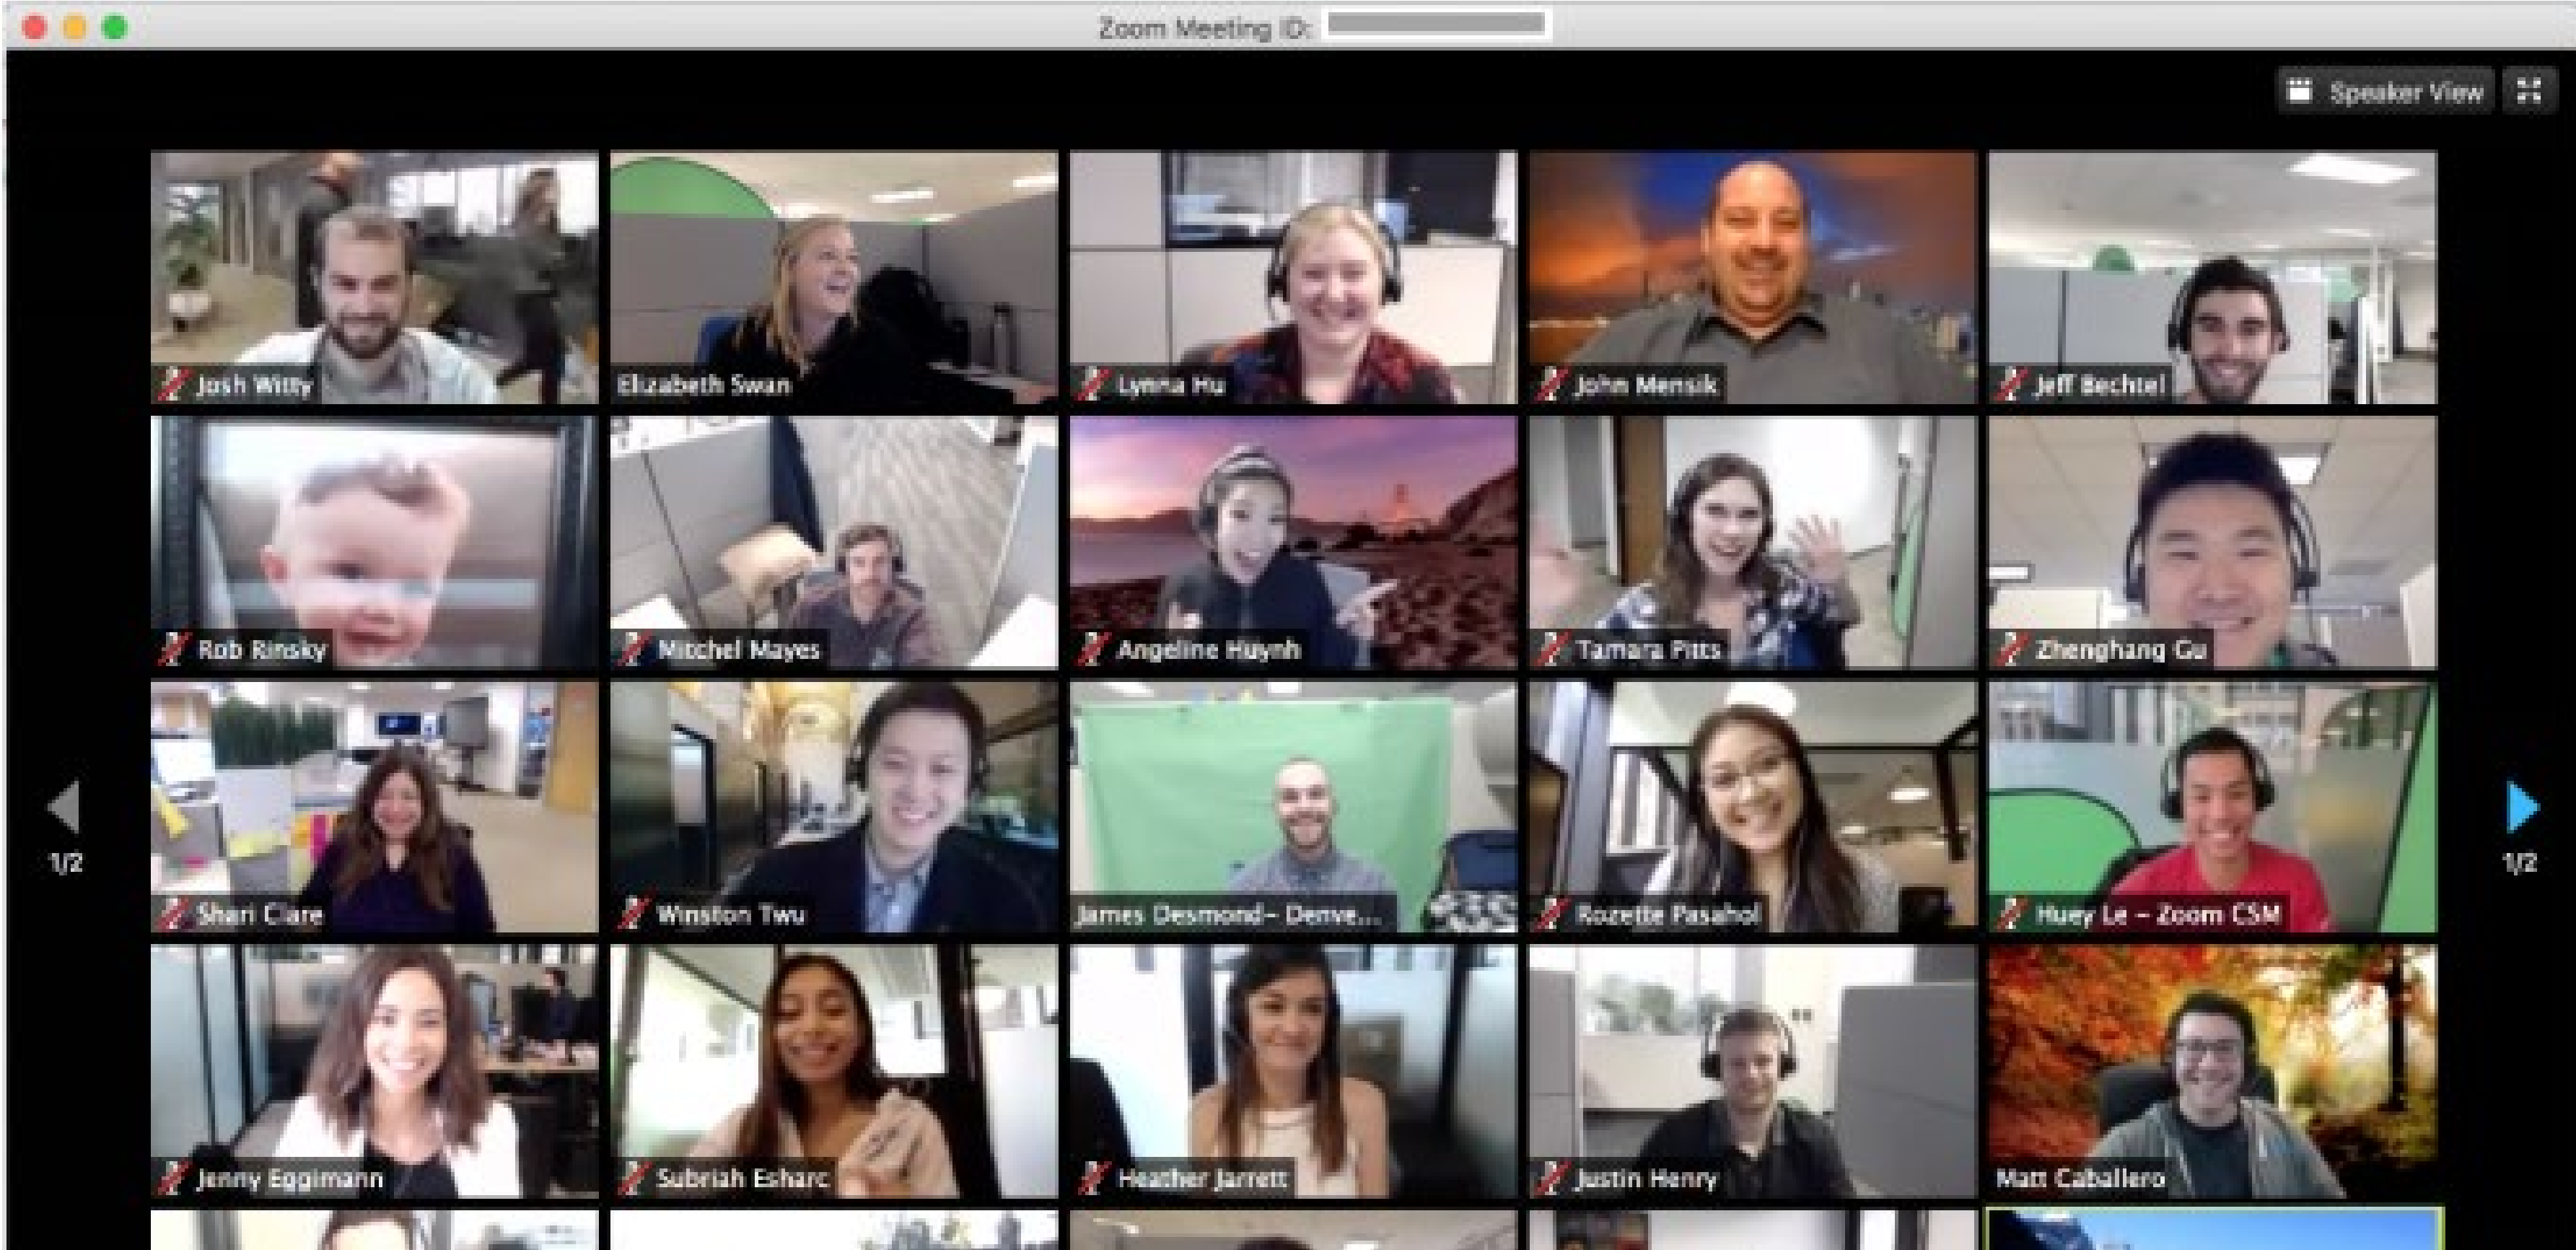 Zoom Meeting ID:
Speaker View
Josh Witty
Elizabeth Swan
Lynna Hu
John Mensik
Jeff Bechtel
Rob Rinsky
Mitchel Mayes
Angeline Huynh
Tamara Pitts
Zhenghang Gu
1/2
1/2
Shari Clare
Winston Twu
James Desmond- Denve...
Rozette Pasahol
Huey Le - Zoom CSM
Jenny Eggimann
Subriah Esharc
Heather Jarrett
Justin Henry
Matt Caballero